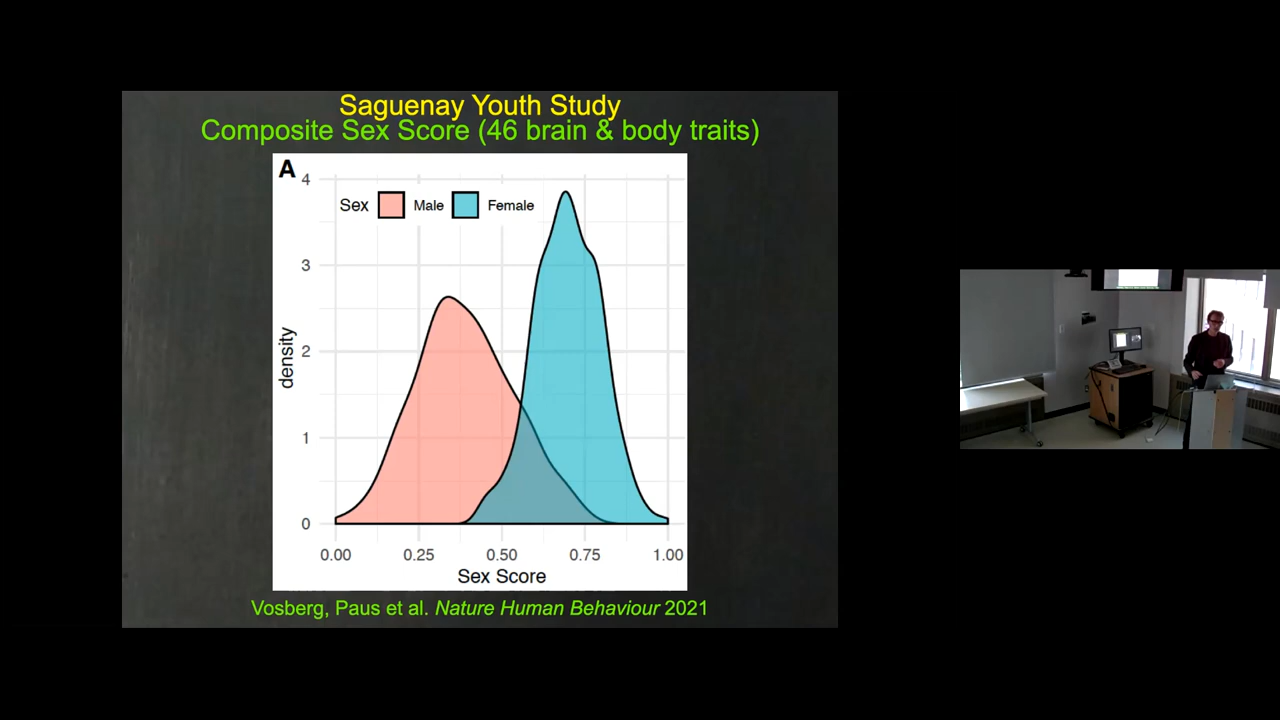 Saguenay Youth Study
Composite Sex Score (46 brain & body traits)
A
Sex Male Female
4
3
2
1
0
density
0.00 0.25 0.50 0.75 1.00
Sex Score
Vosberg, Paus et al. Nature Human Behaviour 2021